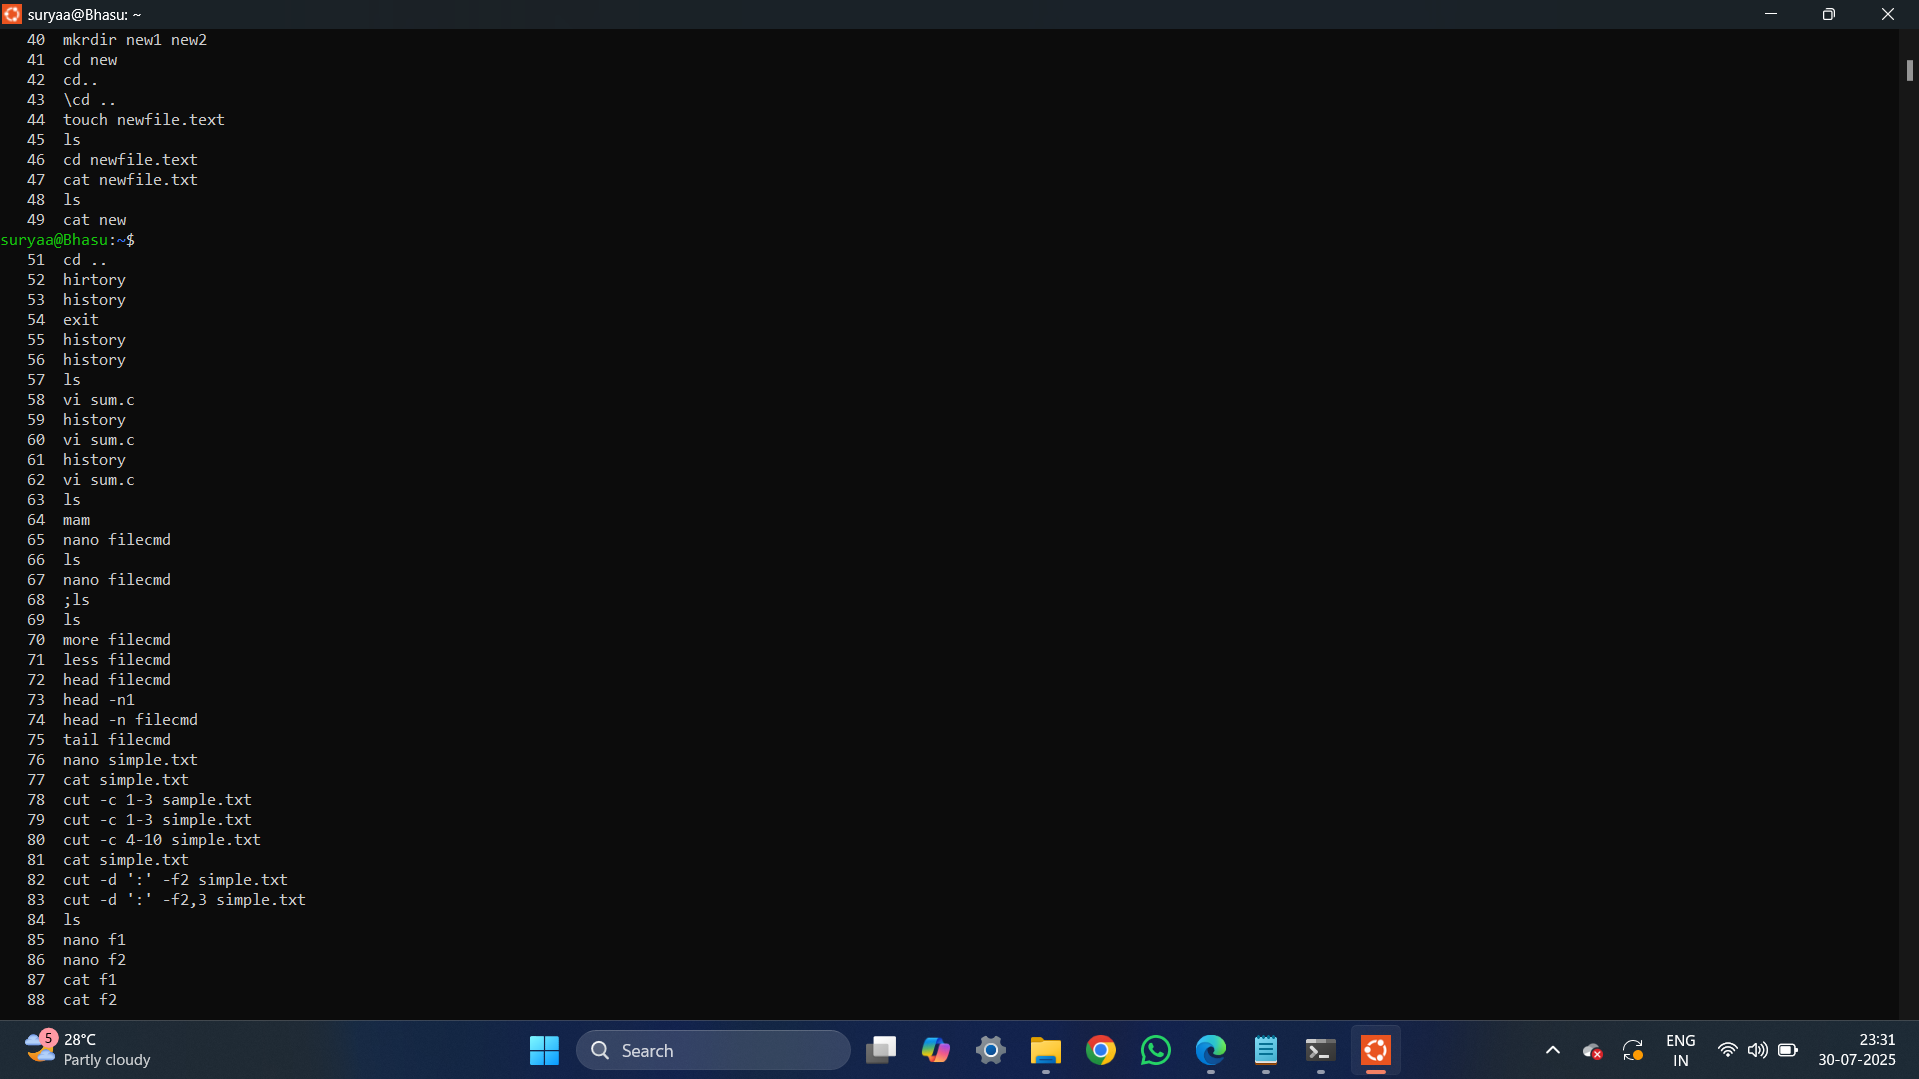 suryaa@Bhasu: ~
40 mkrdir new1 new2
41 cd new
42 cd..
43 \cd ..
44 touch newfile.text
45 ls
46 cd newfile.text
47 cat newfile.txt
48 ls
49 cat new
suryaa@Bhasu:~$
51 cd ..
52 hirtory
53 history
54 exit
55 history
56 history
57 ls
58 vi sum.c
59 history
60 vi sum.c
61 history
62 vi sum.c
63 ls
64 mam
65 nano filecmd
66 ls
67 nano filecmd
68 ;ls
69 ls
70 more filecmd
71 less filecmd
72 head filecmd
73 head -n1
74 head -n filecmd
75 tail filecmd
76 nano simple.txt
77 cat simple.txt
78 cut -c 1-3 sample.txt
79 cut -c 1-3 simple.txt
80 cut -c 4-10 simple.txt
81 cat simple.txt
82 cut -d ':' -f2 simple.txt
83 cut -d ':' -f2,3 simple.txt
84 ls
85 nano f1
86 nano f2
87 cat f1
88 cat f2
5
28°C
Partly cloudy
Search
ENG
IN
23:31
30-07-2025